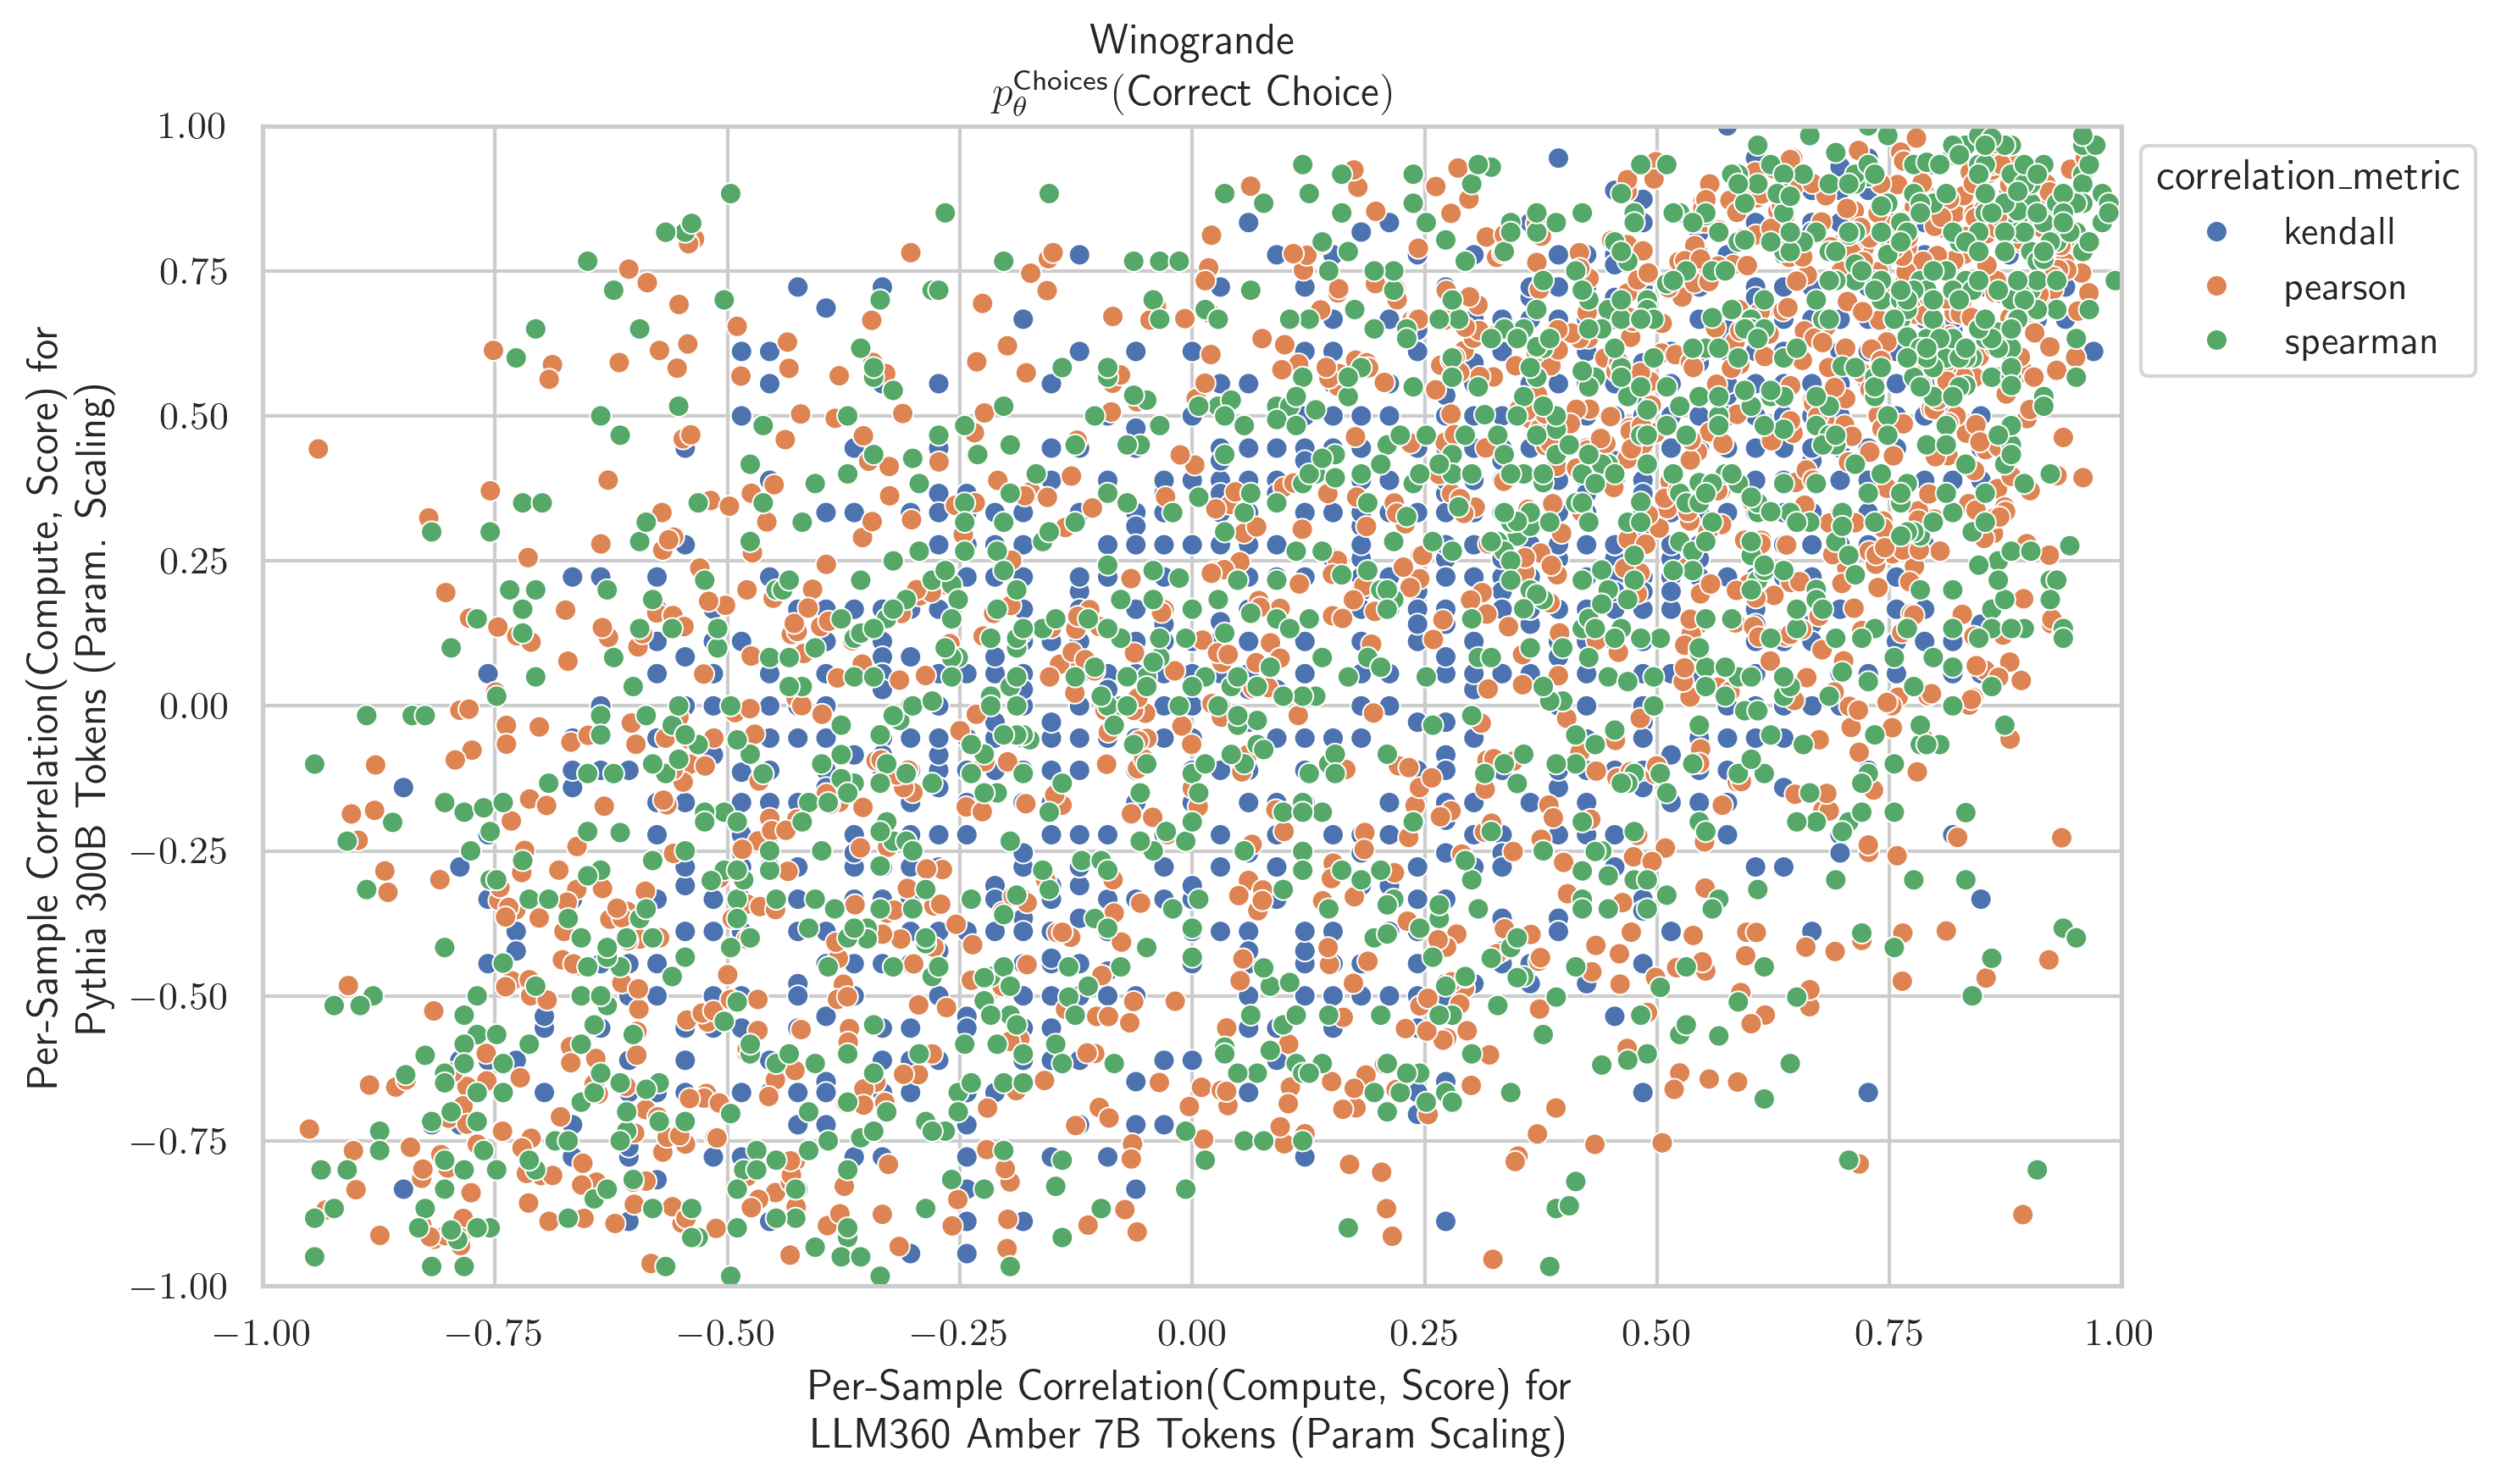 Winogrande
p_θ^Choices(Correct Choice)
1.00
0.75
0.50
0.25
0.00
−0.25
−0.50
−0.75
−1.00
Per-Sample Correlation(Compute, Score) for
Pythia 300B Tokens (Param. Scaling)
−1.00 −0.75 −0.50 −0.25 0.00 0.25 0.50 0.75 1.00
Per-Sample Correlation(Compute, Score) for
LLM360 Amber 7B Tokens (Param Scaling)
correlation_metric
kendall
pearson
spearman